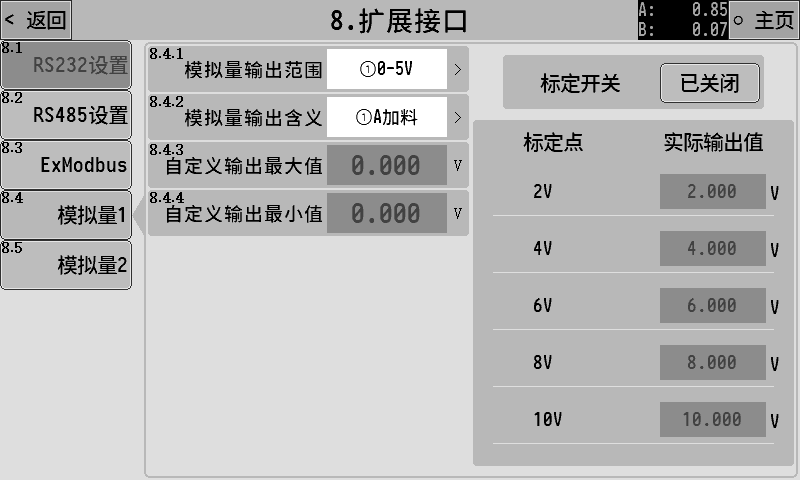 < 返回
8.扩展接口
A: 0.85
B: 0.07
主页
8.1
RS232设置
8.2
RS485设置
8.3
ExModbus
8.4
模拟量1
8.5
模拟量2
8.4.1
模拟量输出范围 ①0-5V >
8.4.2
模拟量输出含义 ①A加料 >
8.4.3
自定义输出最大值 0.000 V
8.4.4
自定义输出最小值 0.000 V
标定开关 已关闭
标定点 实际输出值
2V 2.000 V
4V 4.000 V
6V 6.000 V
8V 8.000 V
10V 10.000 V